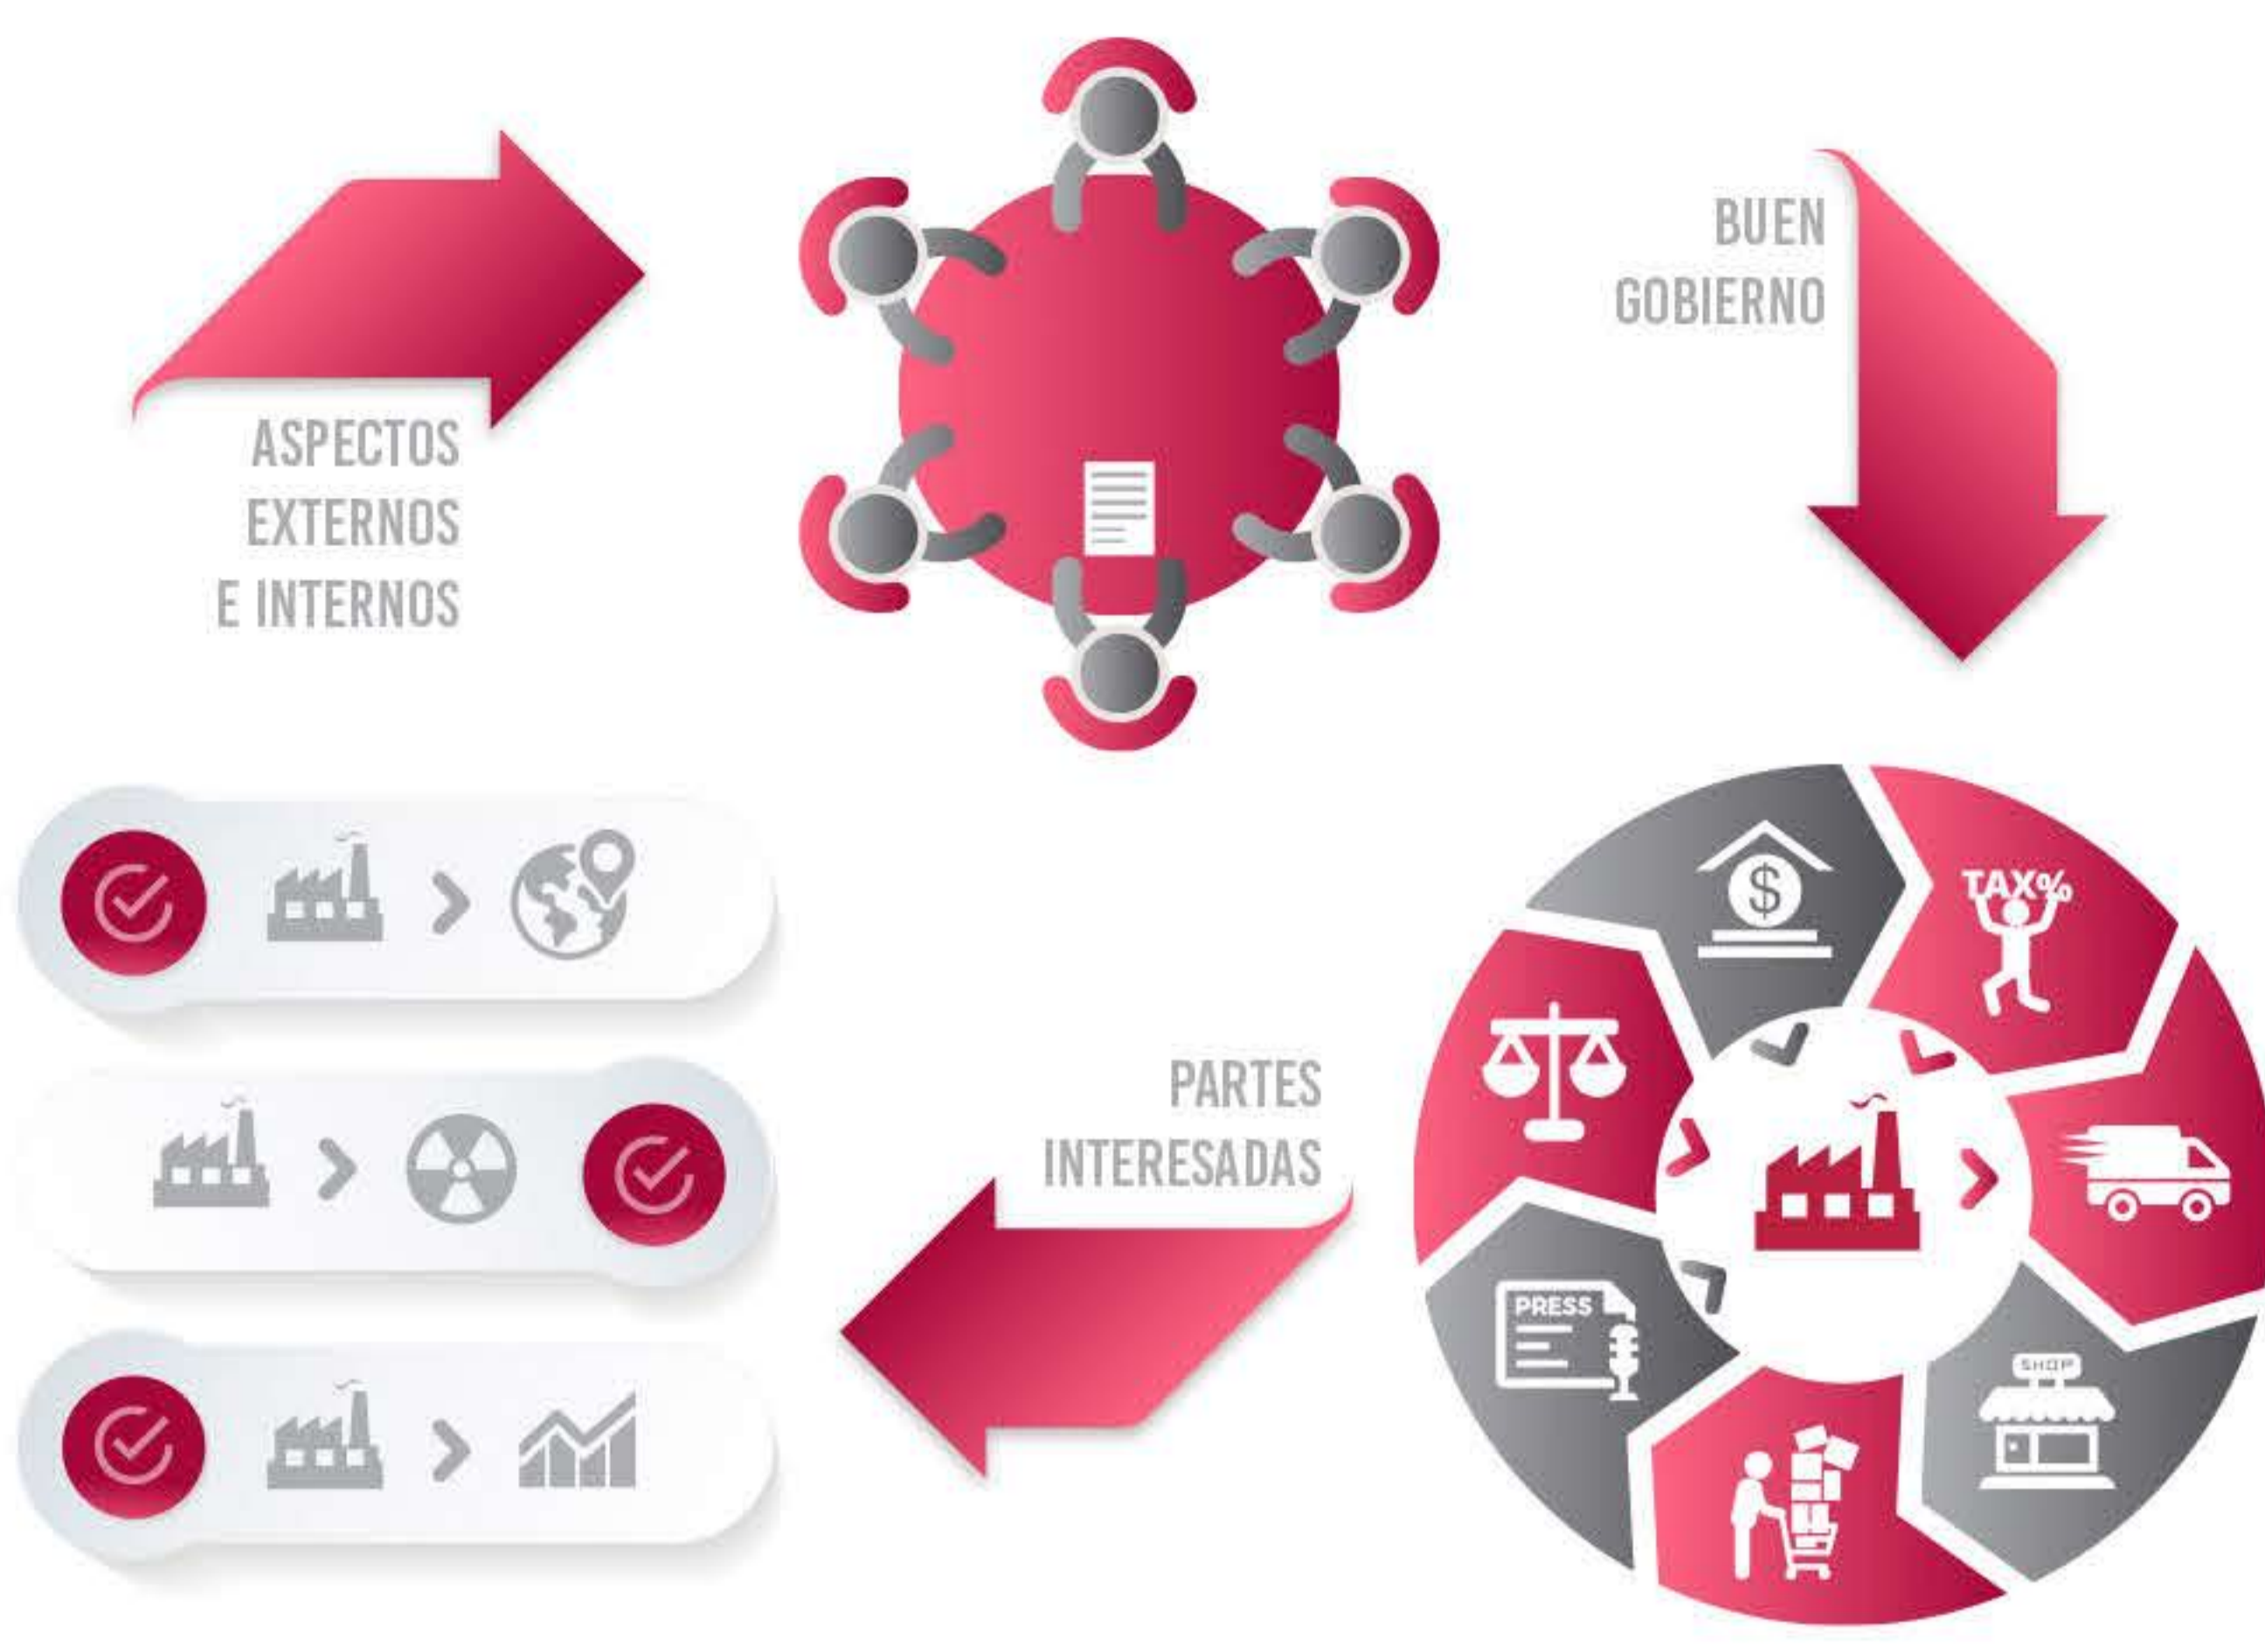 BUEN
GOBIERNO
ASPECTOS
EXTERNOS
E INTERNOS
$
TAX%
PARTES
INTERESADAS
PRESS
SHOP